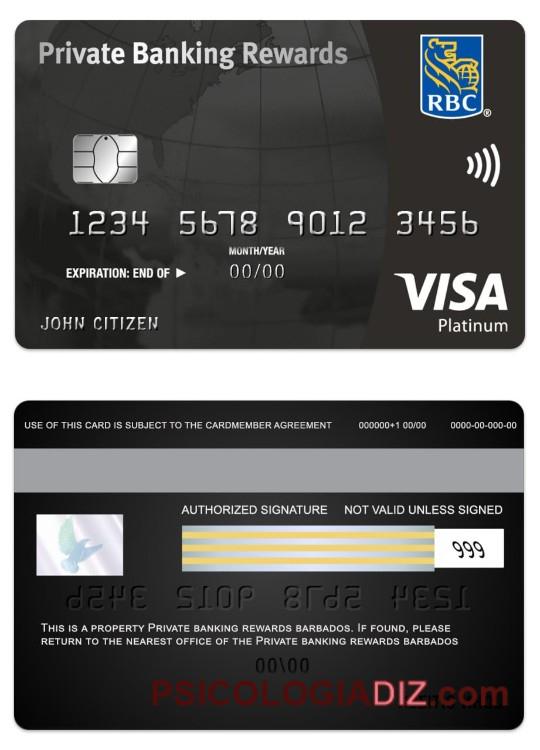 Private Banking Rewards
RBC®
1234 5678 9012 3456
MONTH/YEAR
EXPIRATION: END OF ▶ 00/00
JOHN CITIZEN
VISA
Platinum
USE OF THIS CARD IS SUBJECT TO THE CARDMEMBER AGREEMENT 000000+1 00/00 0000-00-000-00
AUTHORIZED SIGNATURE NOT VALID UNLESS SIGNED
999
THIS IS A PROPERTY PRIVATE BANKING REWARDS BARBADOS. IF FOUND, PLEASE
RETURN TO THE NEAREST OFFICE OF THE PRIVATE BANKING REWARDS BARBADOS
00/00
PSICOLOGIADIZ.com